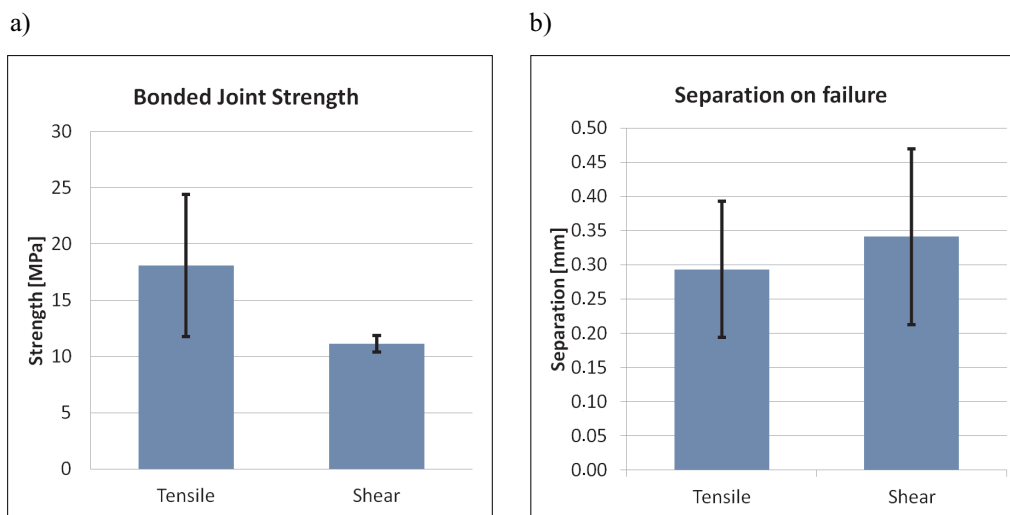 a)
Bonded Joint Strength
Strength [MPa]
30
25
20
15
10
5
0
Tensile Shear
b)
Separation on failure
Separation [mm]
0.50
0.45
0.40
0.35
0.30
0.25
0.20
0.15
0.10
0.05
0.00
Tensile Shear